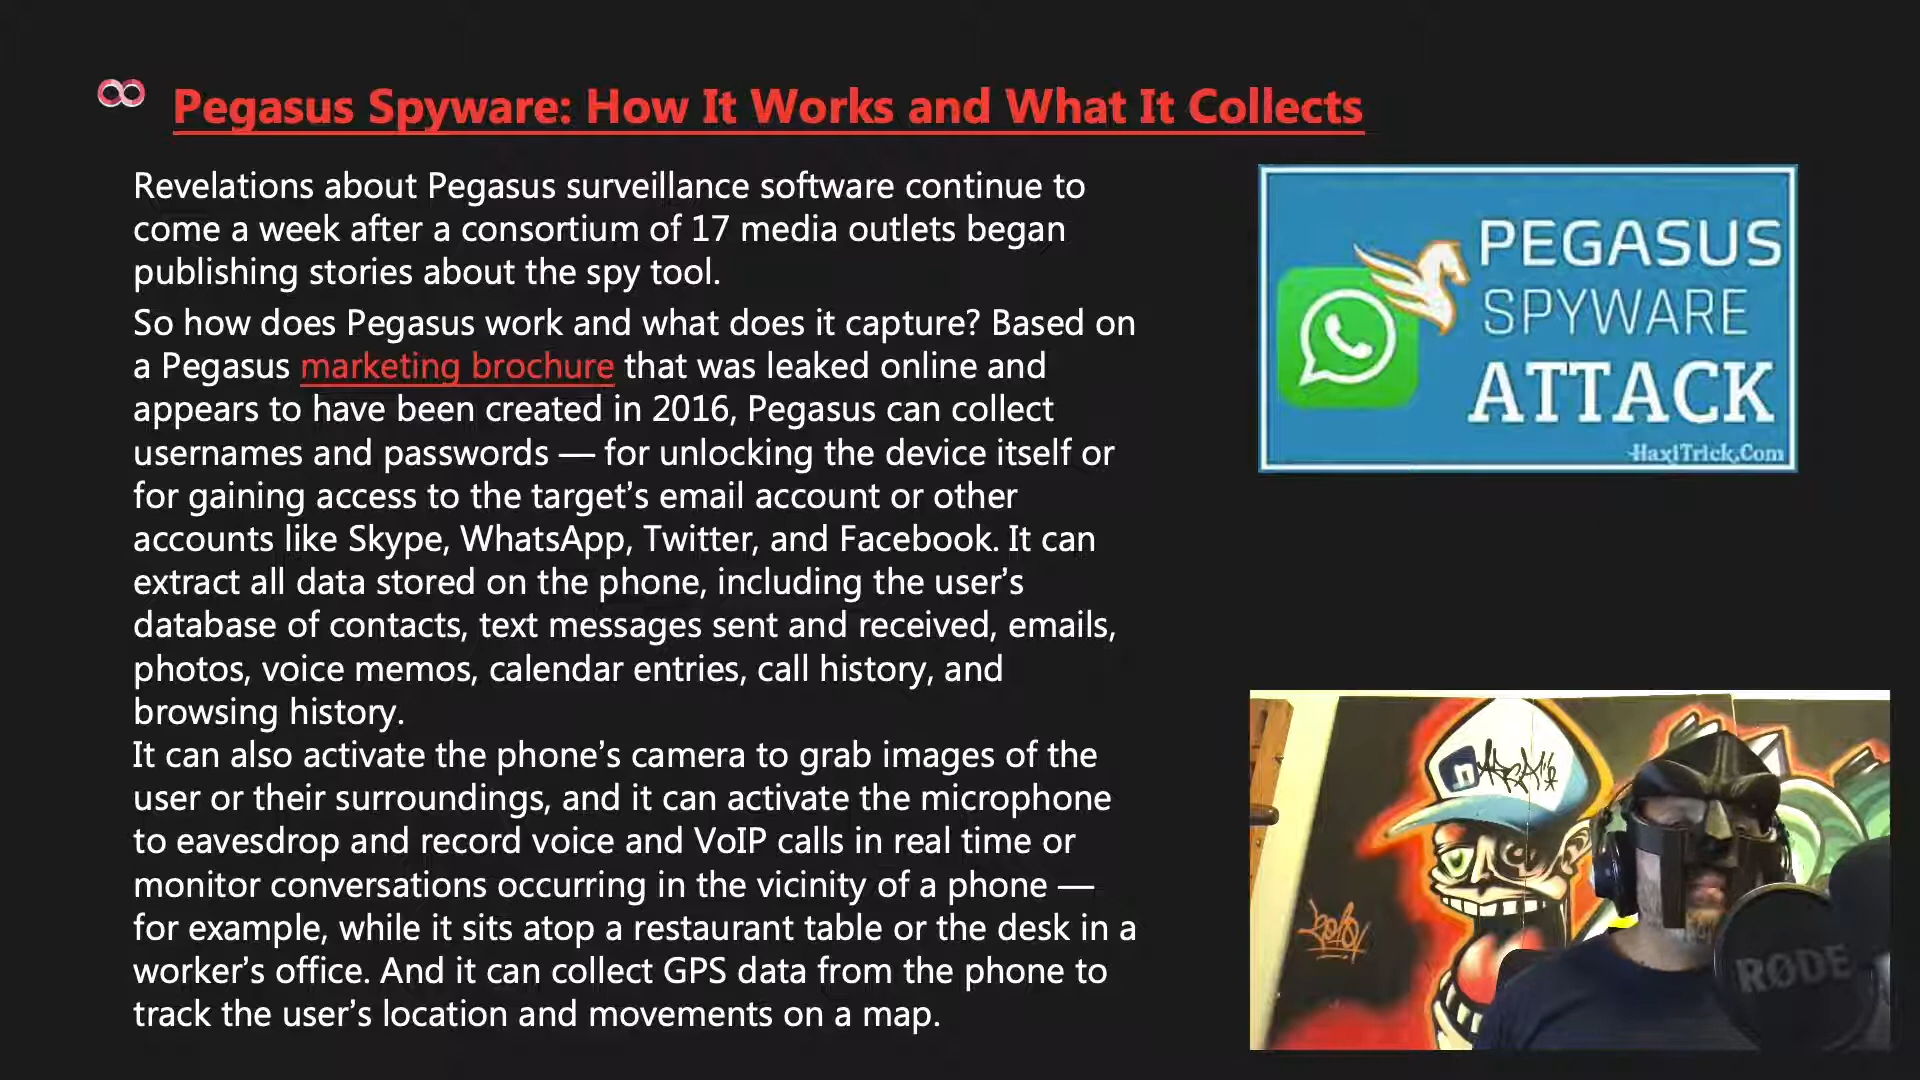 Pegasus Spyware: How It Works and What It Collects
Revelations about Pegasus surveillance software continue to
come a week after a consortium of 17 media outlets began
publishing stories about the spy tool.
So how does Pegasus work and what does it capture? Based on
a Pegasus marketing brochure that was leaked online and
appears to have been created in 2016, Pegasus can collect
usernames and passwords — for unlocking the device itself or
for gaining access to the target’s email account or other
accounts like Skype, WhatsApp, Twitter, and Facebook. It can
extract all data stored on the phone, including the user’s
database of contacts, text messages sent and received, emails,
photos, voice memos, calendar entries, call history, and
browsing history.
It can also activate the phone’s camera to grab images of the
user or their surroundings, and it can activate the microphone
to eavesdrop and record voice and VoIP calls in real time or
monitor conversations occurring in the vicinity of a phone —
for example, while it sits atop a restaurant table or the desk in a
worker’s office. And it can collect GPS data from the phone to
track the user’s location and movements on a map.
PEGASUS
SPYWARE
ATTACK
HaxiTrick.Com
RØDE